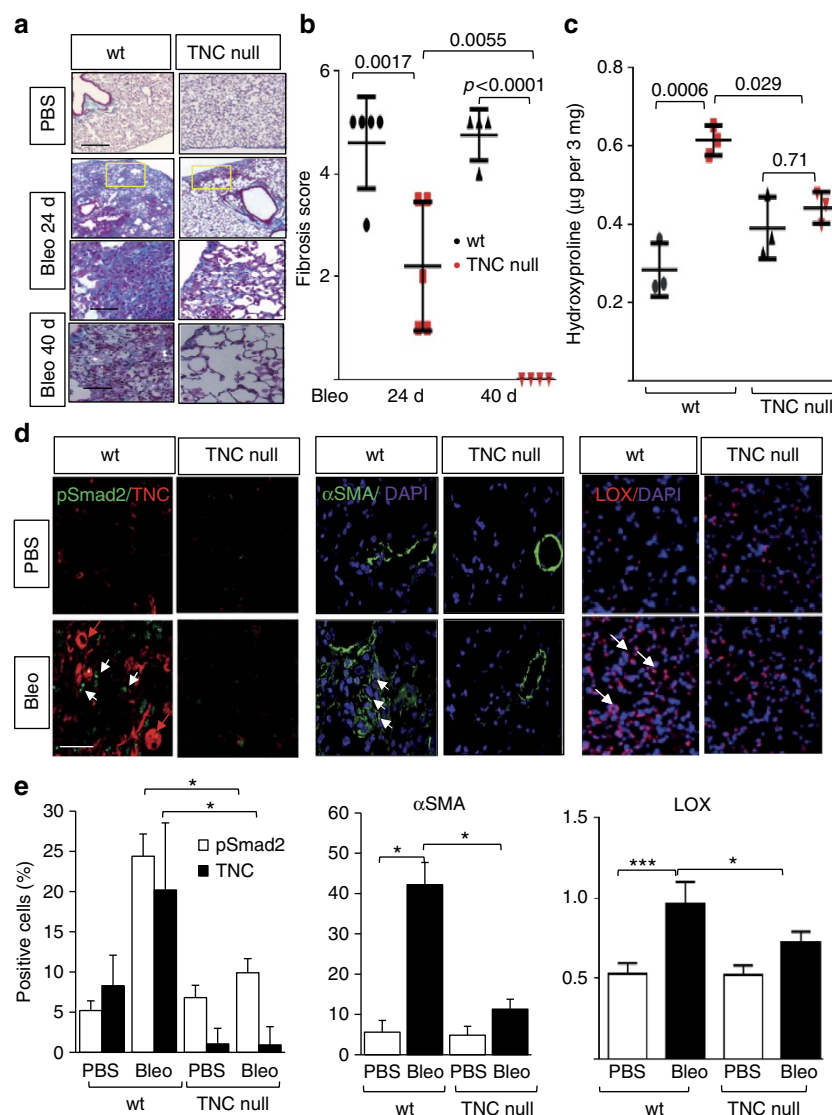 a
wt
TNC null
PBS
Bleo 24 d
Bleo 40 d
b
0.0055
0.0017
p<0.0001
6
4
2
0
Fibrosis score
wt
TNC null
Bleo
24 d
40 d
c
0.029
0.0006
0.71
0.8
0.6
0.4
0.2
Hydroxyproline (µg per 3 mg)
wt
TNC null
d
wt
TNC null
wt
TNC null
wt
TNC null
pSmad2/TNC
αSMA/ DAPI
LOX/DAPI
PBS
Bleo
e
*
*
pSmad2
TNC
30
25
20
15
10
5
0
Positive cells (%)
PBS Bleo PBS Bleo
wt
TNC null
αSMA
*
*
60
50
40
30
20
10
0
PBS Bleo PBS Bleo
wt
TNC null
LOX
***
*
1.5
1.0
0.5
PBS Bleo PBS Bleo
wt
TNC null